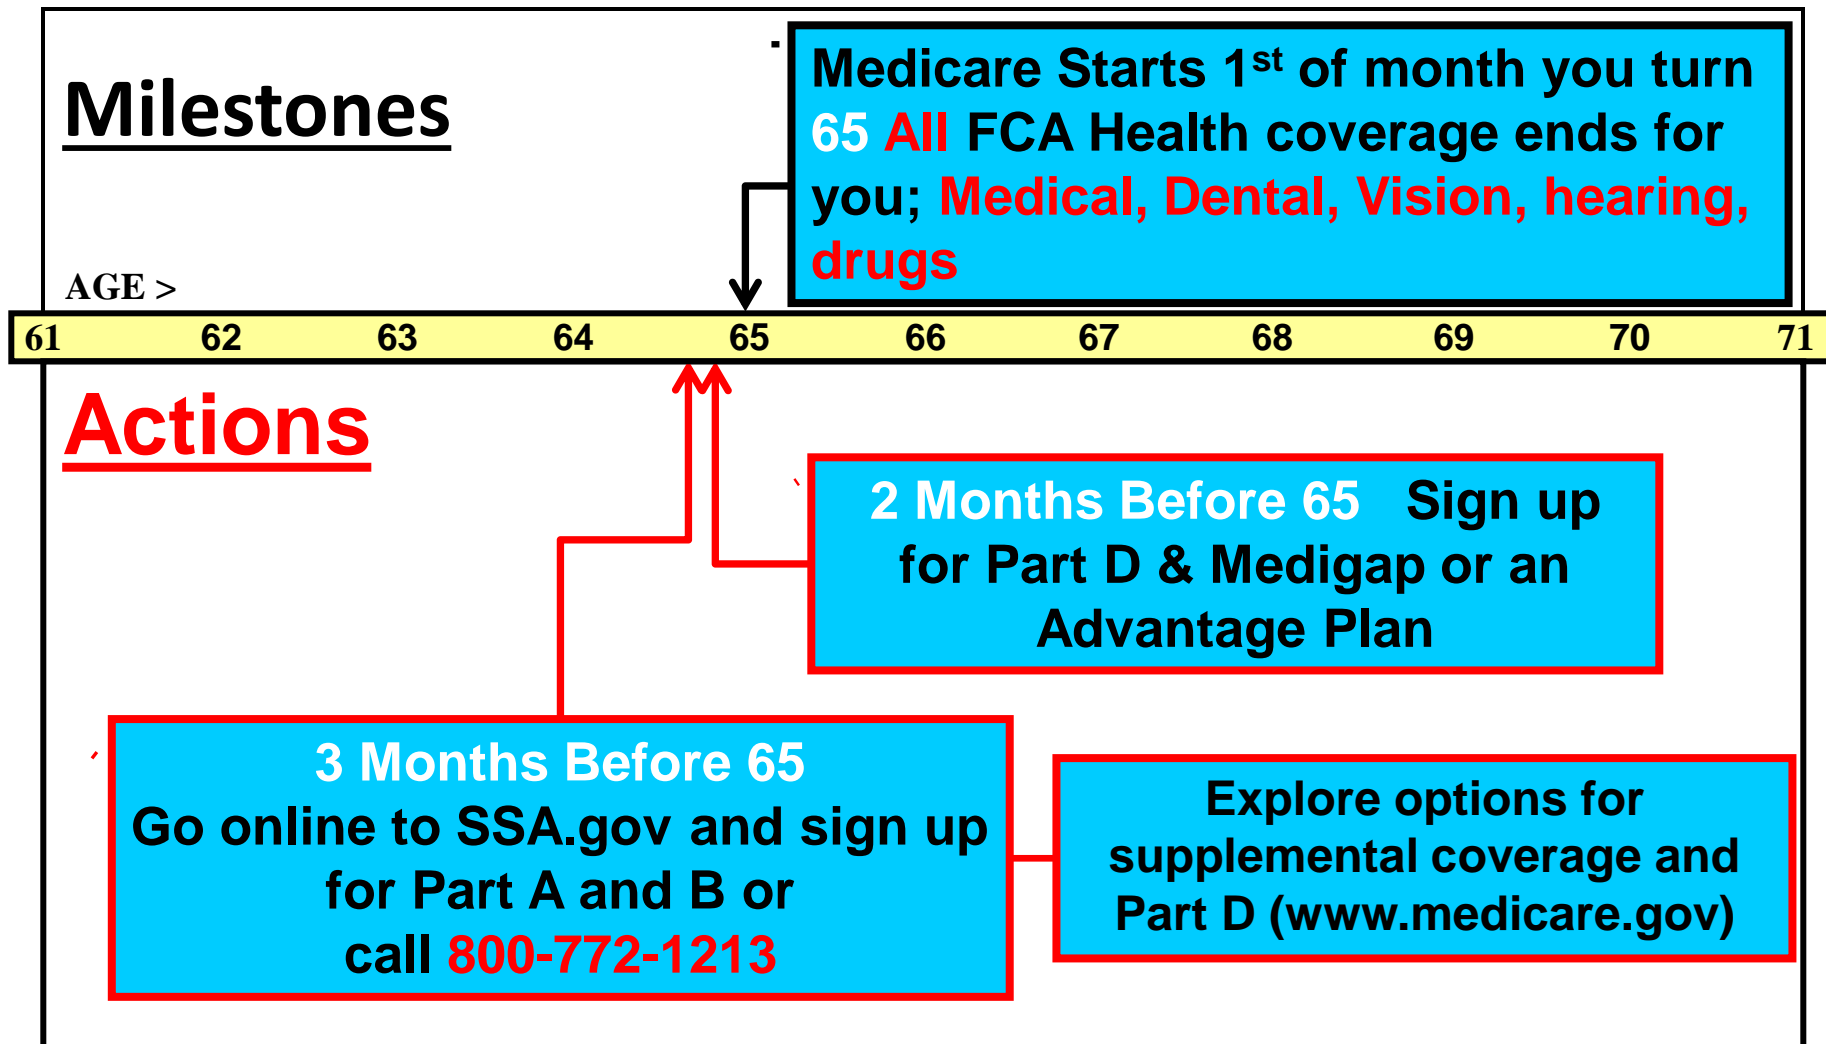 Milestones
Medicare Starts 1st of month you turn
65 All FCA Health coverage ends for
you; Medical, Dental, Vision, hearing,
drugs
AGE >
61 62 63 64 65 66 67 68 69 70 71
Actions
2 Months Before 65 Sign up
for Part D & Medigap or an
Advantage Plan
3 Months Before 65
Go online to SSA.gov and sign up
for Part A and B or
call 800-772-1213
Explore options for
supplemental coverage and
Part D (www.medicare.gov)